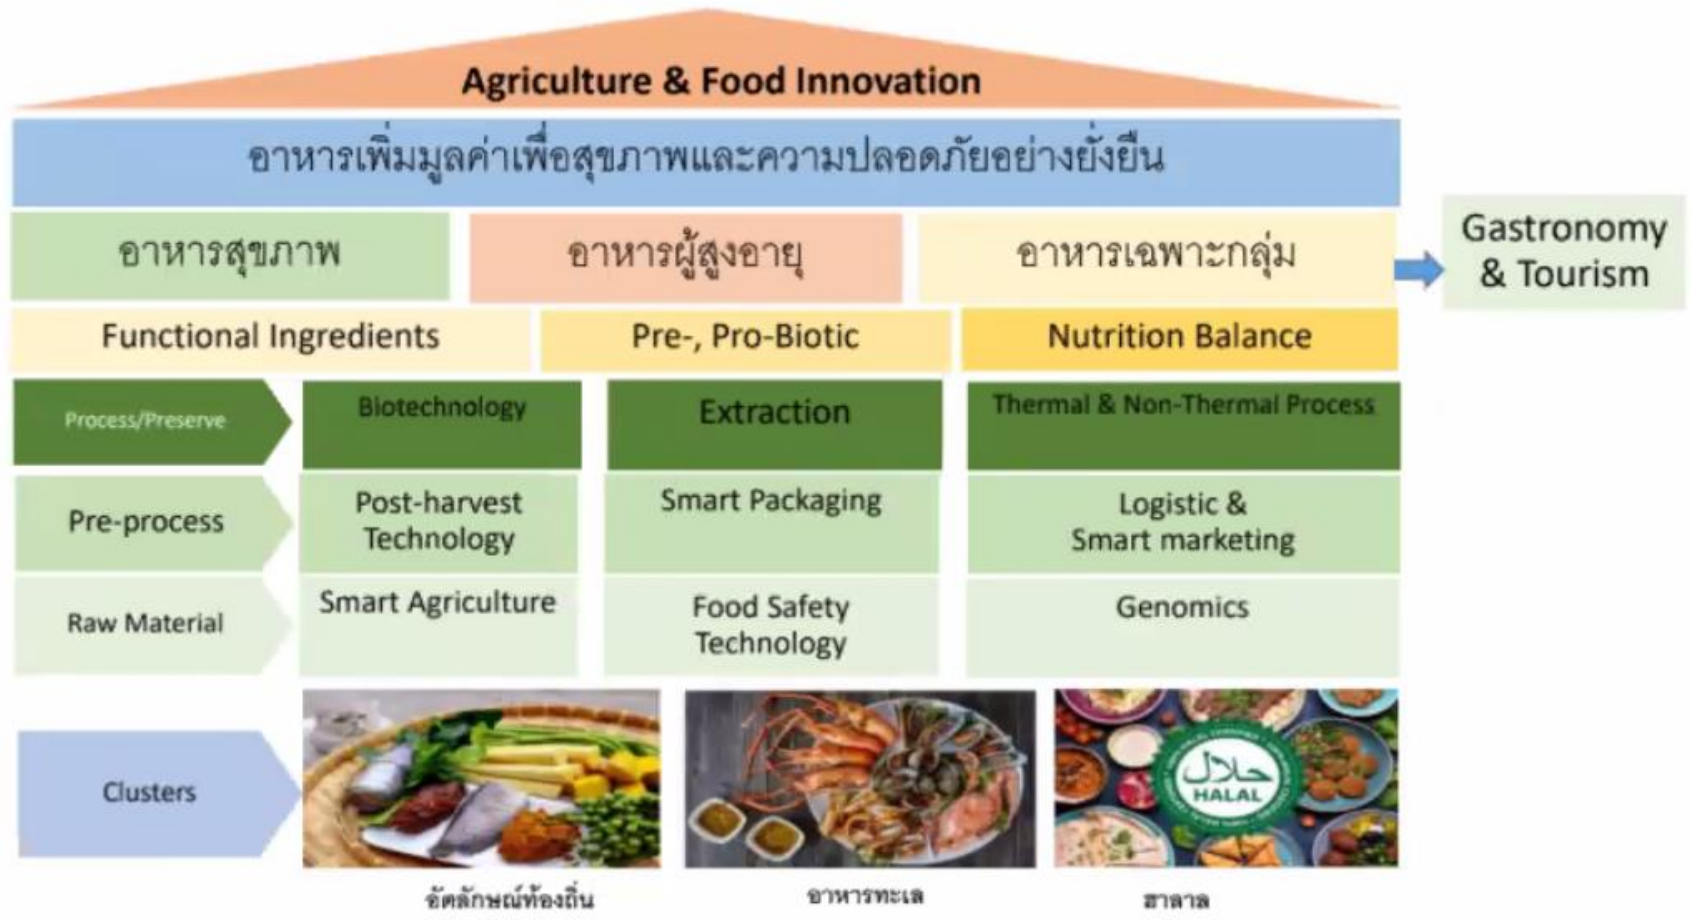 Agriculture & Food Innovation
อาหารเพิ่มมูลค่าเพื่อสุขภาพและความปลอดภัยอย่างยั่งยืน
อาหารสุขภาพ
อาหารผู้สูงอายุ
อาหารเฉพาะกลุ่ม
Gastronomy
& Tourism
Functional Ingredients
Pre-, Pro-Biotic
Nutrition Balance
Process/Preserve
Biotechnology
Extraction
Thermal & Non-Thermal Process
Pre-process
Post-harvest
Technology
Smart Packaging
Logistic &
Smart marketing
Raw Material
Smart Agriculture
Food Safety
Technology
Genomics
Clusters
حلال
HALAL
อัตลักษณ์ท้องถิ่น
อาหารทะเล
ฮาลาล